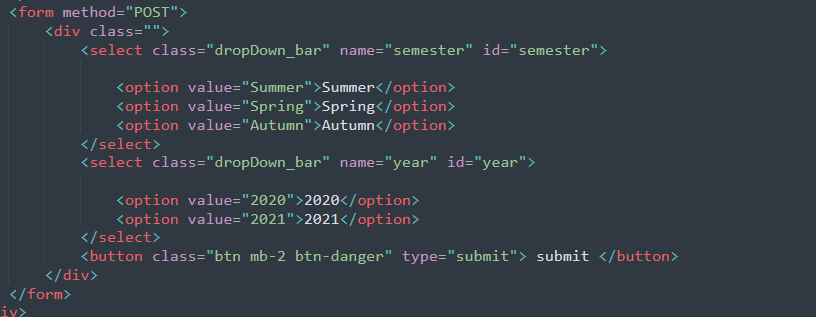 <form method="POST">
<div class="">
<select class="dropDown_bar" name="semester" id="semester">
<option value="Summer">Summer</option>
<option value="Spring">Spring</option>
<option value="Autumn">Autumn</option>
</select>
<select class="dropDown_bar" name="year" id="year">
<option value="2020">2020</option>
<option value="2021">2021</option>
</select>
<button class="btn mb-2 btn-danger" type="submit"> submit </button>
</div>
</form>
iv>